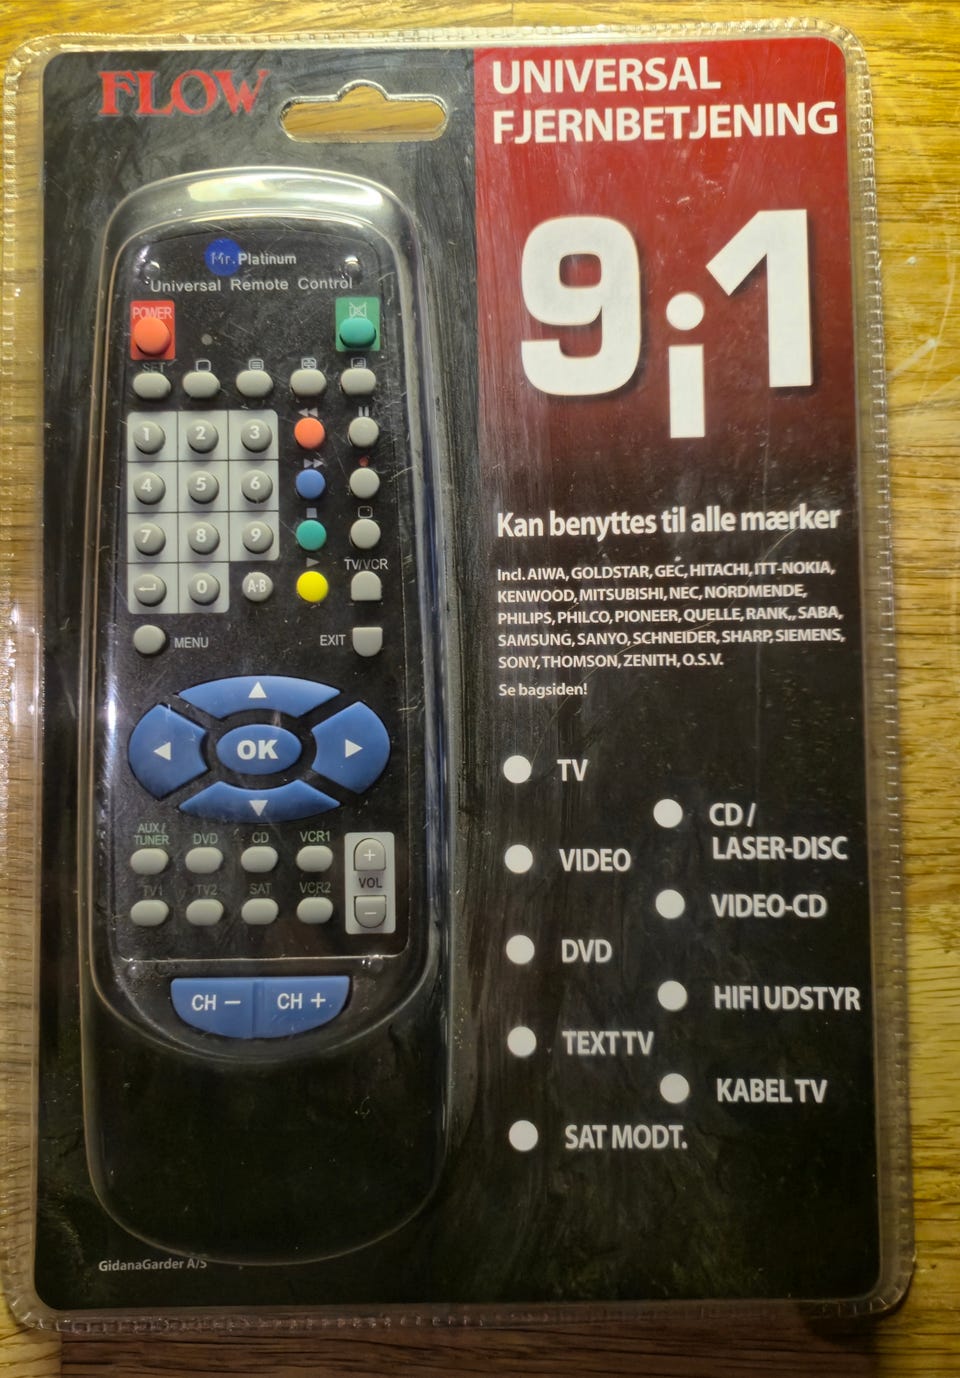 FLOW
UNIVERSAL
FJERNBETJENING
9i1
Kan benyttes til alle mærker
Incl. AIWA, GOLDSTAR, GEC, HITACHI, ITT-NOKIA,
KENWOOD, MITSUBISHI, NEC, NORDMENDE,
PHILIPS, PHILCO, PIONEER, QUELLE, RANK,, SABA,
SAMSUNG, SANYO, SCHNEIDER, SHARP, SIEMENS,
SONY, THOMSON, ZENITH, O.S.V.
Se bagsiden!
TV
CD /
LASER-DISC
VIDEO
VIDEO-CD
DVD
HIFI UDSTYR
TEXT TV
KABEL TV
SAT MODT.
Mr. Platinum
Universal Remote Control
POWER
SET
1 2 3
4 5 6
7 8 9
0 A·B
TV/VCR
MENU EXIT
OK
AUX/
TUNER DVD CD VCR1
TV1 TV2 SAT VCR2
+
VOL
−
CH − CH +
GidanaGarder A/S